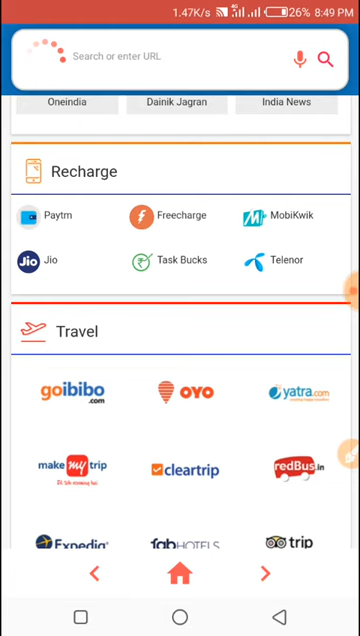 1.47K/s 4G 26% 8:49 PM
Search or enter URL
Oneindia Dainik Jagran India News
Recharge
Paytm Freecharge MobiKwik
Jio Jio Task Bucks Telenor
Travel
goibibo.com OYO yatra.com
make my trip cleartrip redBus.in
Dil toh roaming hai
Expedia fabHOTELS trip